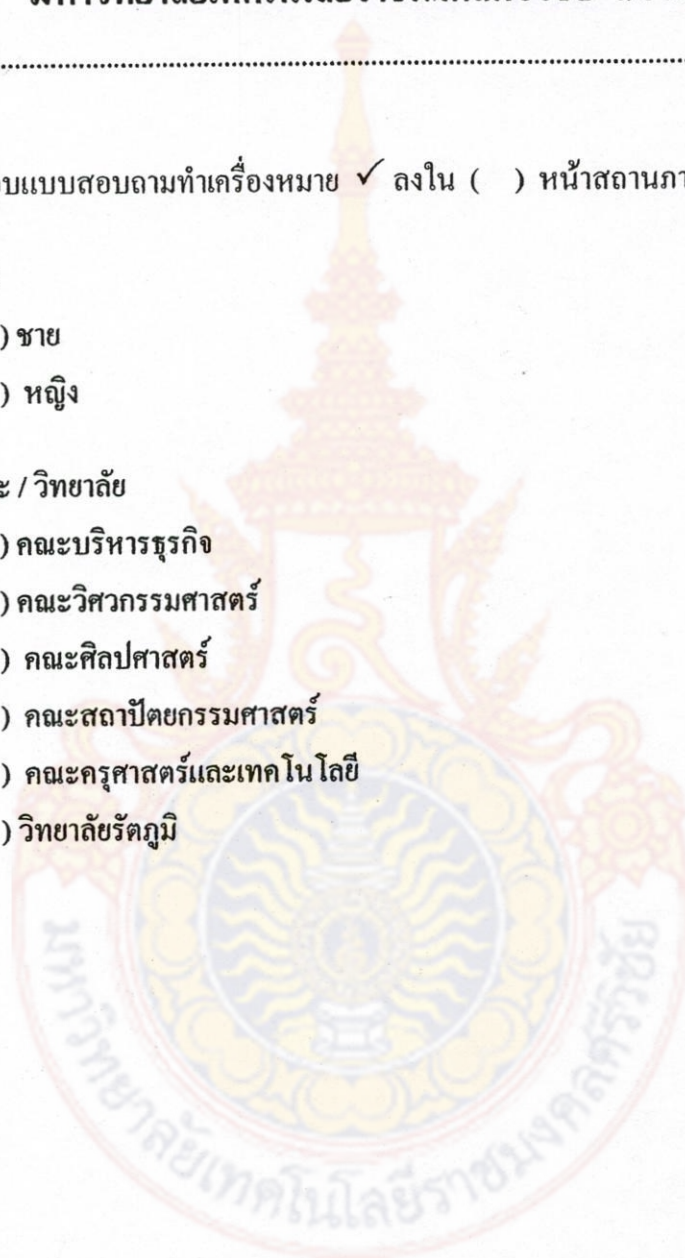 บแบบสอบถามทำเครื่องหมาย ✓ ลงใน ( ) หน้าสถานภา
) ชาย
) หญิง
ะ / วิทยาลัย
) คณะบริหารธุรกิจ
) คณะวิศวกรรมศาสตร์
) คณะศิลปศาสตร์
) คณะสถาปัตยกรรมศาสตร์
) คณะครุศาสตร์และเทคโนโลยี
) วิทยาลัยรัตภูมิ
มหาวิทยาลัยเทคโนโลยีราชมงคลศรีวิชัย